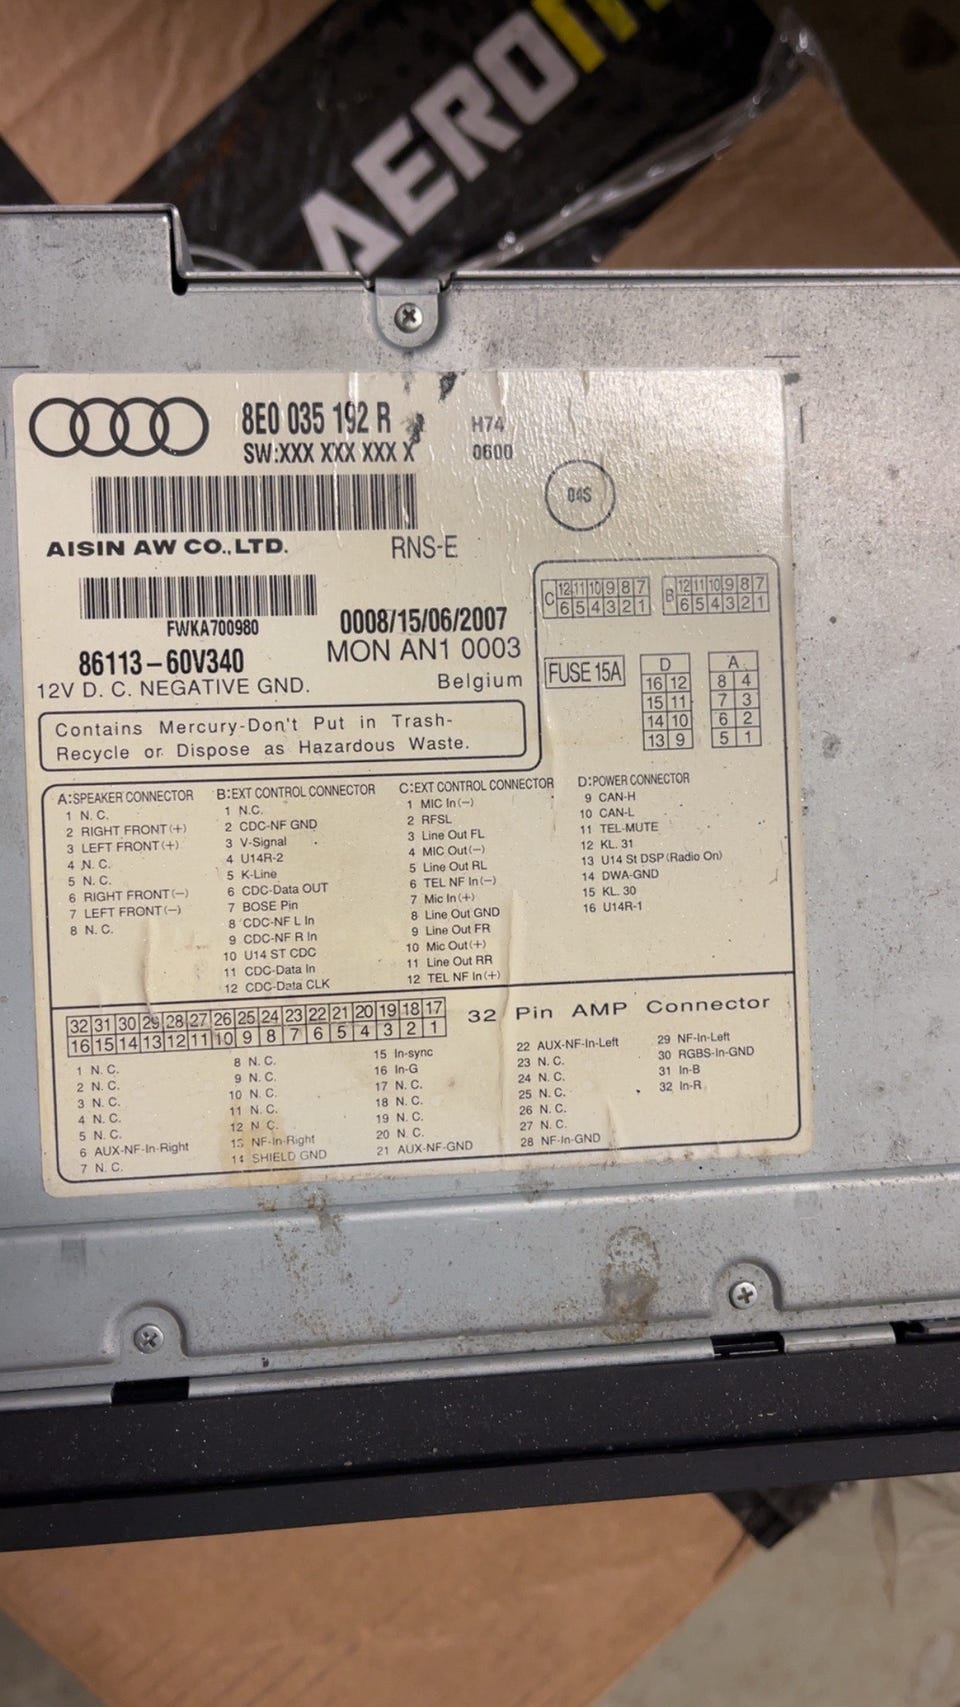 AERO
8E0 035 192 R
H74
SW:XXX XXX XXX X
0600
04S
AISIN AW CO.,LTD.
RNS-E
FWKA700980
0008/15/06/2007
86113-60V340
MON AN1 0003
12V D. C. NEGATIVE GND.
Belgium
Contains Mercury-Don't Put in Trash-
Recycle or Dispose as Hazardous Waste.
C 12 11 10 9 8 7
6 5 4 3 2 1
B 12 11 10 9 8 7
6 5 4 3 2 1
FUSE 15A
D
16 12
15 11
14 10
13 9
A
8 4
7 3
6 2
5 1
A:SPEAKER CONNECTOR
1 N. C.
2 RIGHT FRONT(+)
3 LEFT FRONT(+)
4 N. C.
5 N. C.
6 RIGHT FRONT(-)
7 LEFT FRONT(-)
8 N. C.
B:EXT CONTROL CONNECTOR
1 N.C.
2 CDC-NF GND
3 V-Signal
4 U14R-2
5 K-Line
6 CDC-Data OUT
7 BOSE Pin
8 CDC-NF L In
9 CDC-NF R In
10 U14 ST CDC
11 CDC-Data In
12 CDC-Data CLK
C:EXT CONTROL CONNECTOR
1 MIC In(-)
2 RFSL
3 Line Out FL
4 MIC Out(-)
5 Line Out RL
6 TEL NF In(-)
7 Mic In(+)
8 Line Out GND
9 Line Out FR
10 Mic Out(+)
11 Line Out RR
12 TEL NF In(+)
D:POWER CONNECTOR
9 CAN-H
10 CAN-L
11 TEL-MUTE
12 KL. 31
13 U14 St DSP(Radio On)
14 DWA-GND
15 KL. 30
16 U14R-1
32 31 30 29 28 27 26 25 24 23 22 21 20 19 18 17
16 15 14 13 12 11 10 9 8 7 6 5 4 3 2 1
32 Pin AMP Connector
1 N. C.
2 N. C.
3 N. C.
4 N. C.
5 N. C.
6 AUX-NF-In-Right
7 N. C.
8 N. C.
9 N. C.
10 N. C.
11 N. C.
12 N. C.
13 NF-In-Right
14 SHIELD GND
15 In-sync
16 In-G
17 N. C.
18 N. C.
19 N. C.
20 N. C.
21 AUX-NF-GND
22 AUX-NF-In-Left
23 N. C.
24 N. C.
25 N. C.
26 N. C.
27 N. C.
28 NF-In-GND
29 NF-In-Left
30 RGBS-In-GND
31 In-B
32 In-R